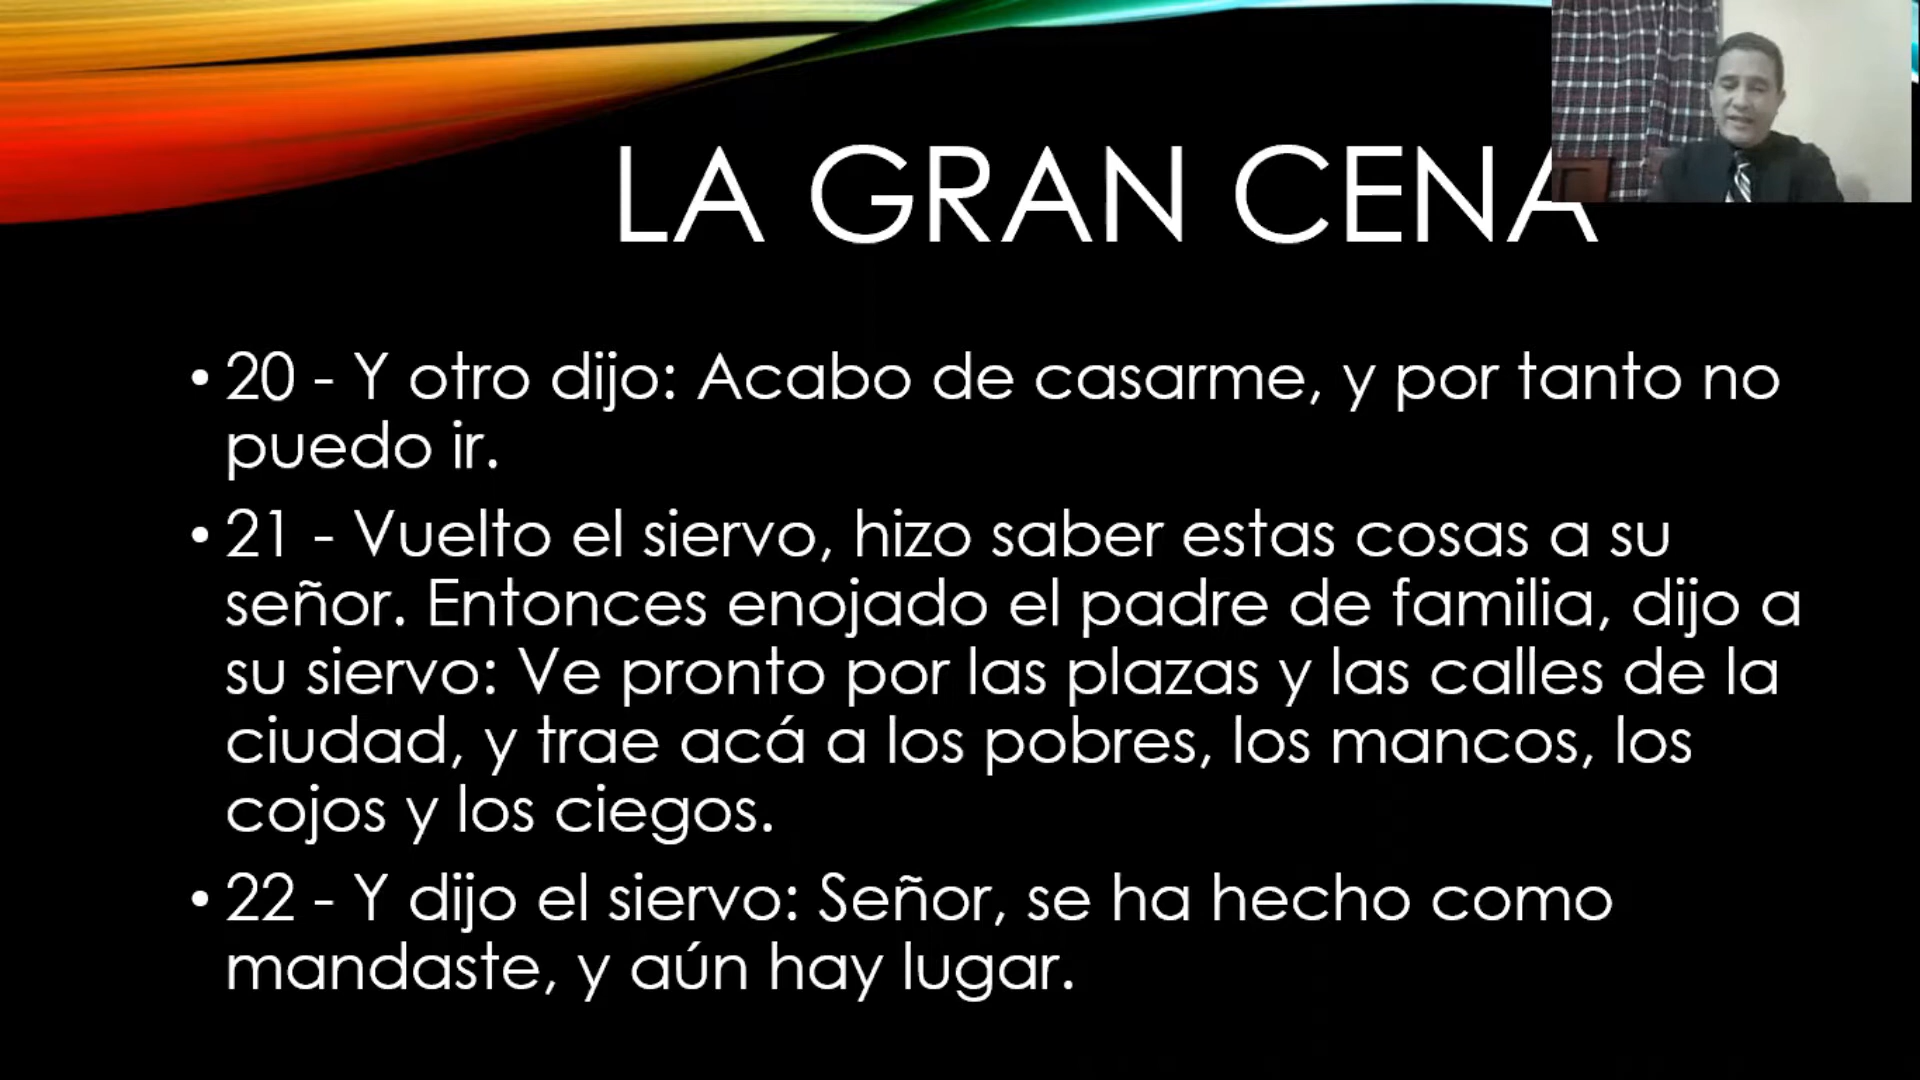 LA GRAN CENA
• 20 - Y otro dijo: Acabo de casarme, y por tanto no
puedo ir.
• 21 - Vuelto el siervo, hizo saber estas cosas a su
señor. Entonces enojado el padre de familia, dijo a
su siervo: Ve pronto por las plazas y las calles de la
ciudad, y trae acá a los pobres, los mancos, los
cojos y los ciegos.
• 22 - Y dijo el siervo: Señor, se ha hecho como
mandaste, y aún hay lugar.